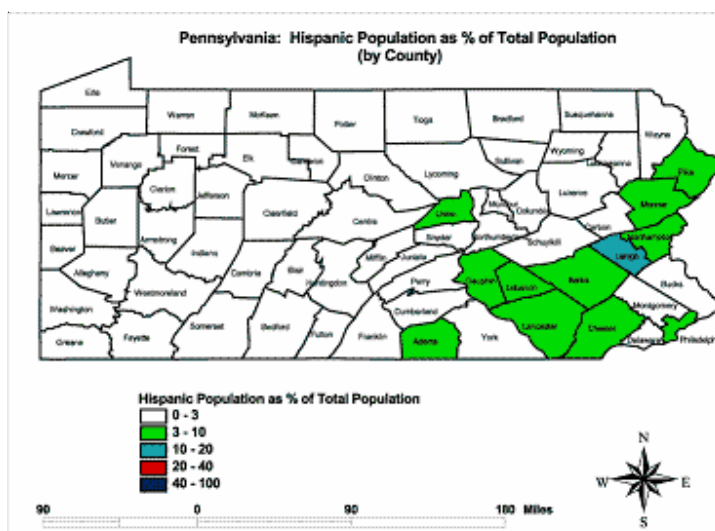 Pennsylvania: Hispanic Population as % of Total Population
(by County)
Erie
Warren
McKean
Potter
Tioga
Bradford
Susquehanna
Wayne
Crawford
Forest
Elk
Cameron
Clinton
Lycoming
Sullivan
Wyoming
Lackawanna
Pike
Mercer
Venango
Clarion
Jefferson
Clearfield
Centre
Union
Montour
Columbia
Luzerne
Monroe
Lawrence
Butler
Armstrong
Indiana
Snyder
Northumberland
Schuylkill
Carbon
Northampton
Lehigh
Beaver
Allegheny
Cambria
Blair
Huntingdon
Mifflin
Juniata
Perry
Dauphin
Lebanon
Berks
Bucks
Washington
Westmoreland
Cumberland
Montgomery
Greene
Fayette
Somerset
Bedford
Fulton
Franklin
Adams
York
Lancaster
Chester
Delaware
Philadelph
Hispanic Population as % of Total Population
0 - 3
3 - 10
10 - 20
20 - 40
40 - 100
N
W E
S
90 0 90 180 Miles